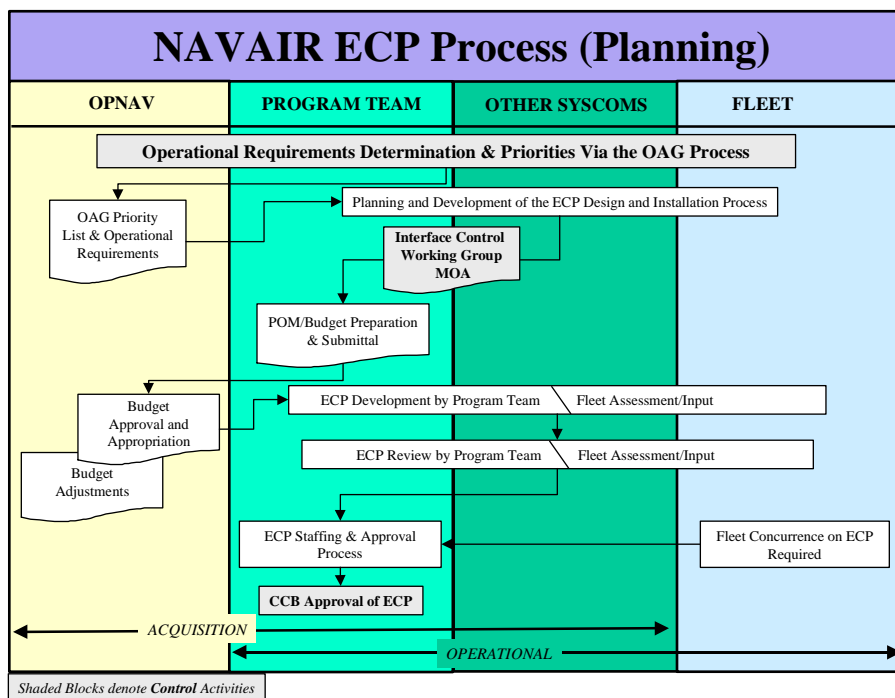 NAVAIR ECP Process (Planning)
OPNAV
PROGRAM TEAM
OTHER SYSCOMS
FLEET
Operational Requirements Determination & Priorities Via the OAG Process
OAG Priority
List & Operational
Requirements
Planning and Development of the ECP Design and Installation Process
Interface Control
Working Group
MOA
POM/Budget Preparation
& Submittal
Budget
Approval and
Appropriation
ECP Development by Program Team
Fleet Assessment/Input
Budget
Adjustments
ECP Review by Program Team
Fleet Assessment/Input
ECP Staffing & Approval
Process
Fleet Concurrence on ECP
Required
CCB Approval of ECP
ACQUISITION
OPERATIONAL
Shaded Blocks denote Control Activities